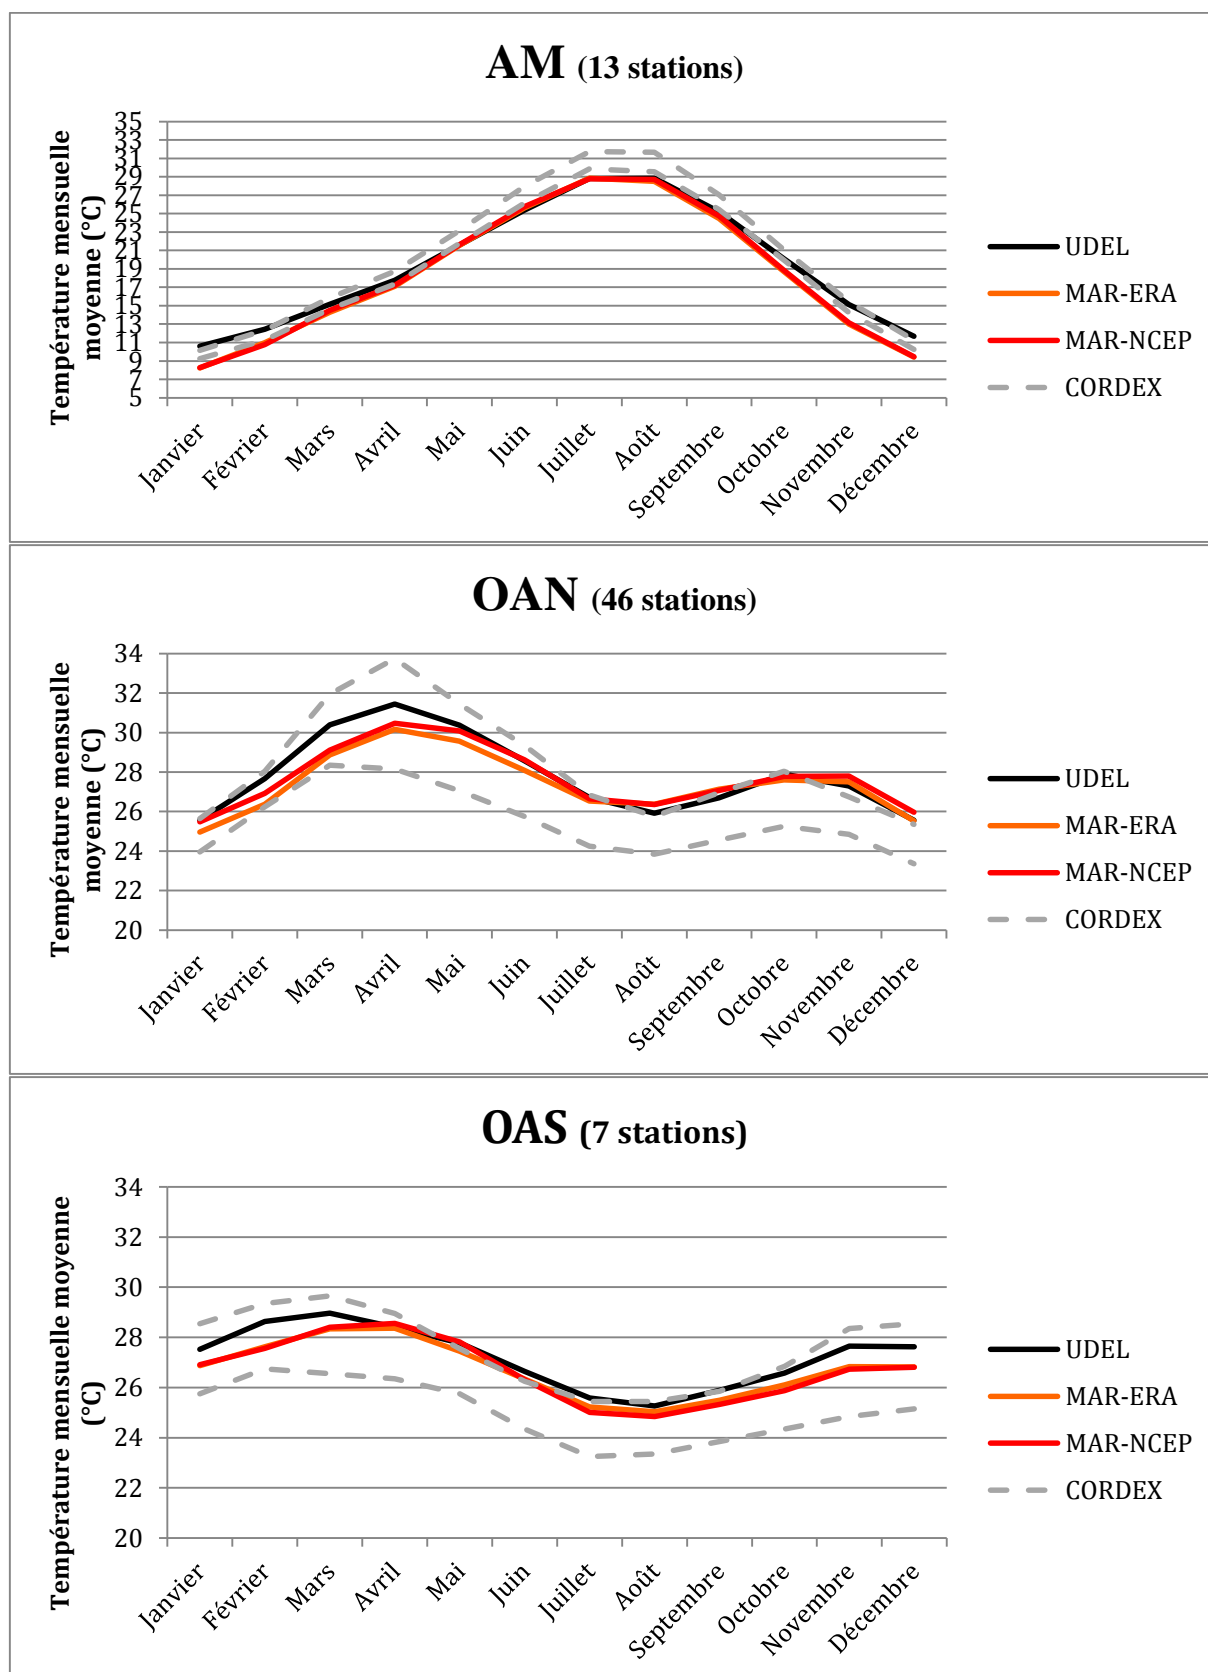 AM (13 stations)
Température mensuelle
moyenne (°C)
35
33
31
29
27
25
23
21
19
17
15
13
11
9
7
5
Janvier
Février
Mars
Avril
Mai
Juin
Juillet
Août
Septembre
Octobre
Novembre
Décembre
UDEL
MAR-ERA
MAR-NCEP
CORDEX
OAN (46 stations)
Température mensuelle
moyenne (°C)
34
32
30
28
26
24
22
20
Janvier
Février
Mars
Avril
Mai
Juin
Juillet
Août
Septembre
Octobre
Novembre
Décembre
UDEL
MAR-ERA
MAR-NCEP
CORDEX
OAS (7 stations)
Température mensuelle moyenne
(°C)
34
32
30
28
26
24
22
20
Janvier
Février
Mars
Avril
Mai
Juin
Juillet
Août
Septembre
Octobre
Novembre
Décembre
UDEL
MAR-ERA
MAR-NCEP
CORDEX